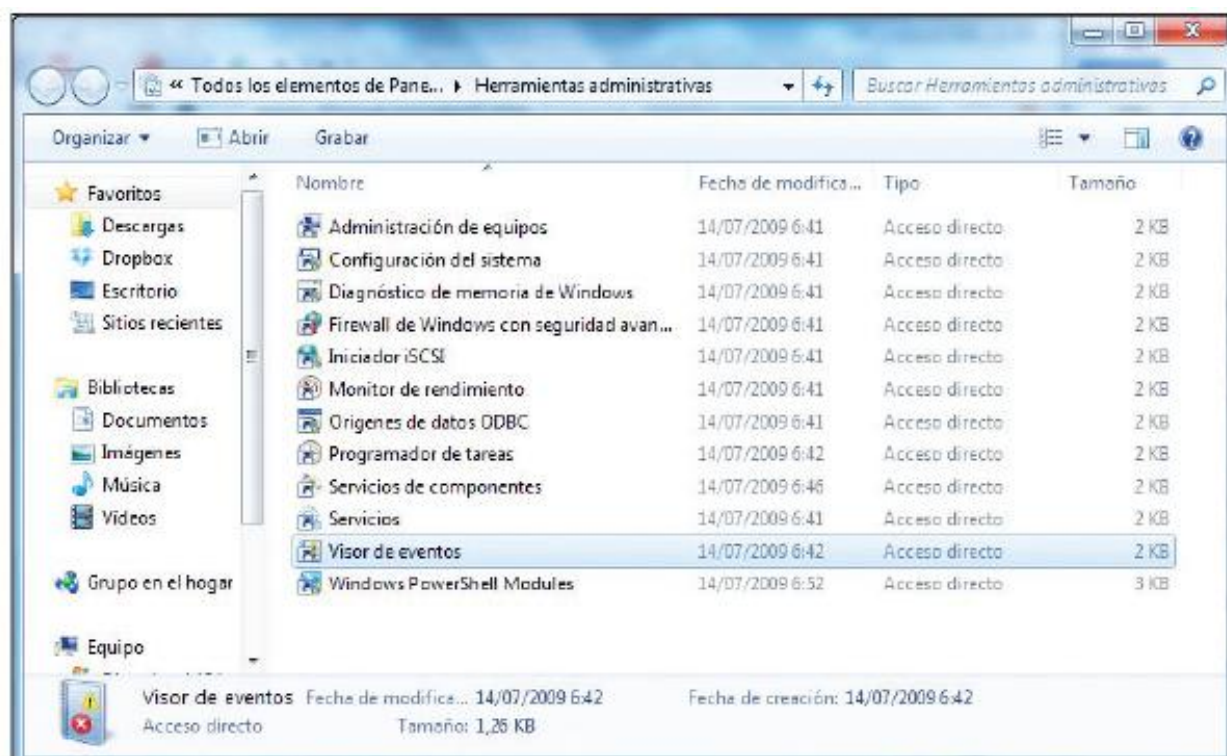 « Todos los elementos de Pane... ▸ Herramientas administrativas
Buscar Herramientas administrativas
Organizar
Abrir
Grabar
Favoritos
Descargas
Dropbox
Escritorio
Sitios recientes
Bibliotecas
Documentos
Imágenes
Música
Vídeos
Grupo en el hogar
Equipo
Nombre Fecha de modifica... Tipo Tamaño
Administración de equipos 14/07/2009 6:41 Acceso directo 2 KB
Configuración del sistema 14/07/2009 6:41 Acceso directo 2 KB
Diagnóstico de memoria de Windows 14/07/2009 6:41 Acceso directo 2 KB
Firewall de Windows con seguridad avan... 14/07/2009 6:41 Acceso directo 2 KB
Iniciador iSCSI 14/07/2009 6:41 Acceso directo 2 KB
Monitor de rendimiento 14/07/2009 6:41 Acceso directo 2 KB
Orígenes de datos ODBC 14/07/2009 6:41 Acceso directo 2 KB
Programador de tareas 14/07/2009 6:42 Acceso directo 2 KB
Servicios de componentes 14/07/2009 6:46 Acceso directo 2 KB
Servicios 14/07/2009 6:41 Acceso directo 2 KB
Visor de eventos 14/07/2009 6:42 Acceso directo 2 KB
Windows PowerShell Modules 14/07/2009 6:52 Acceso directo 3 KB
Visor de eventos Fecha de modifica... 14/07/2009 6:42 Fecha de creación: 14/07/2009 6:42
Acceso directo Tamaño: 1,26 KB